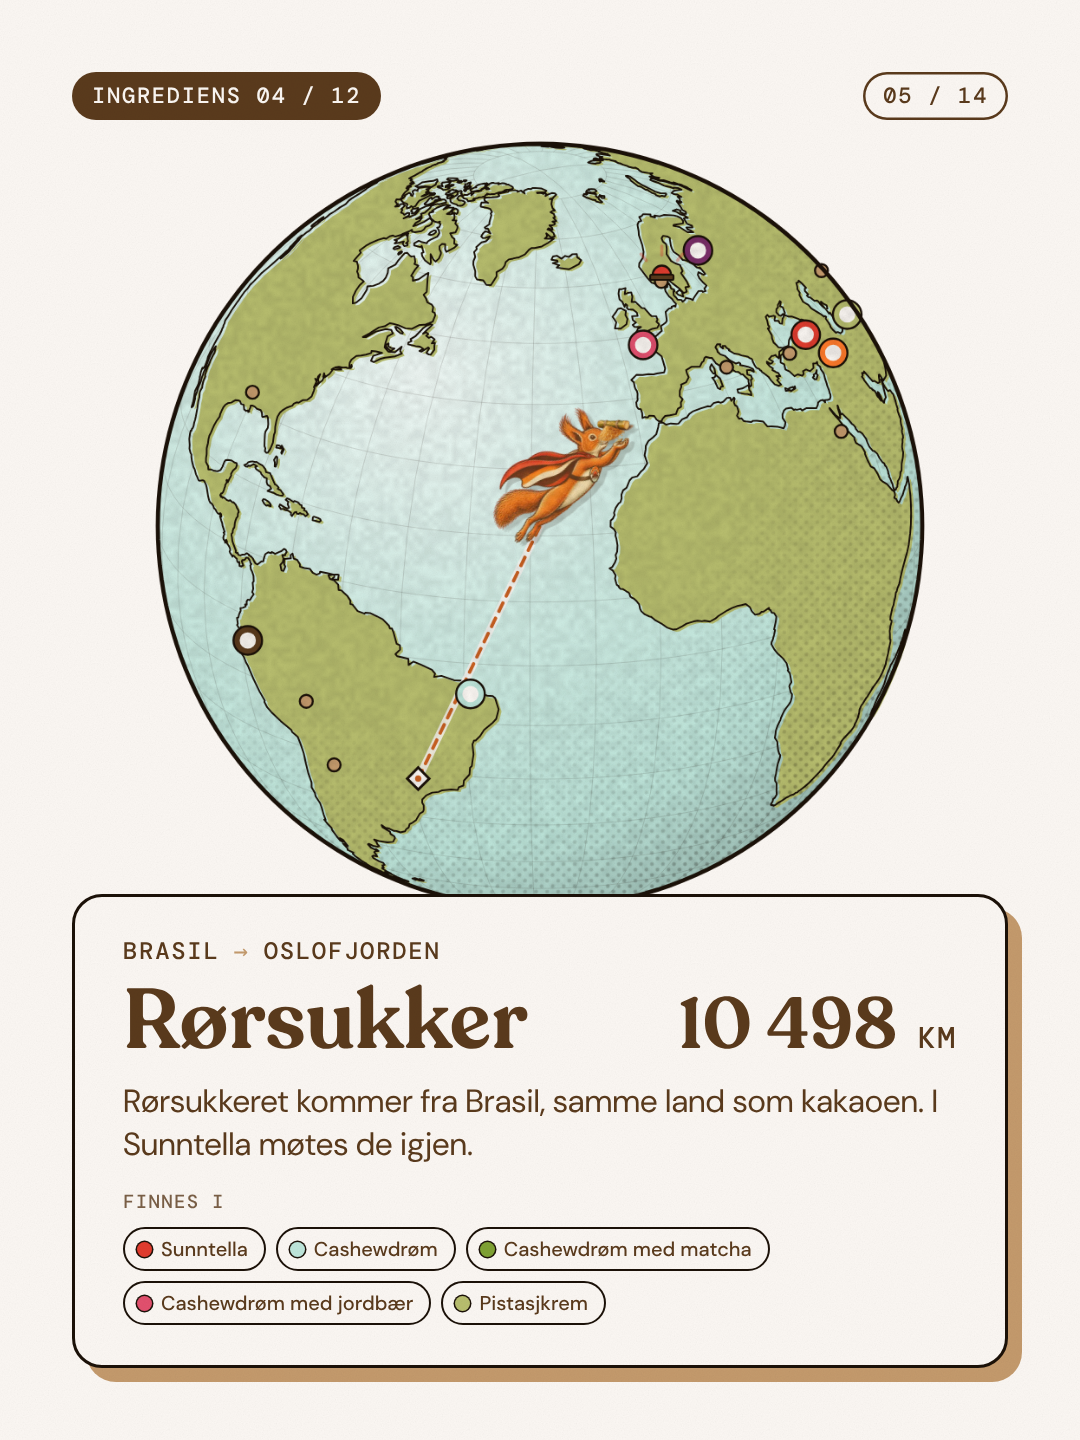 INGREDIENS 04 / 12
05 / 14
BRASIL → OSLOFJORDEN
Rørsukker
10 498 KM
Rørsukkeret kommer fra Brasil, samme land som kakaoen. I
Sunntella møtes de igjen.
FINNES I
Sunntella
Cashewdrøm
Cashewdrøm med matcha
Cashewdrøm med jordbær
Pistasjkrem